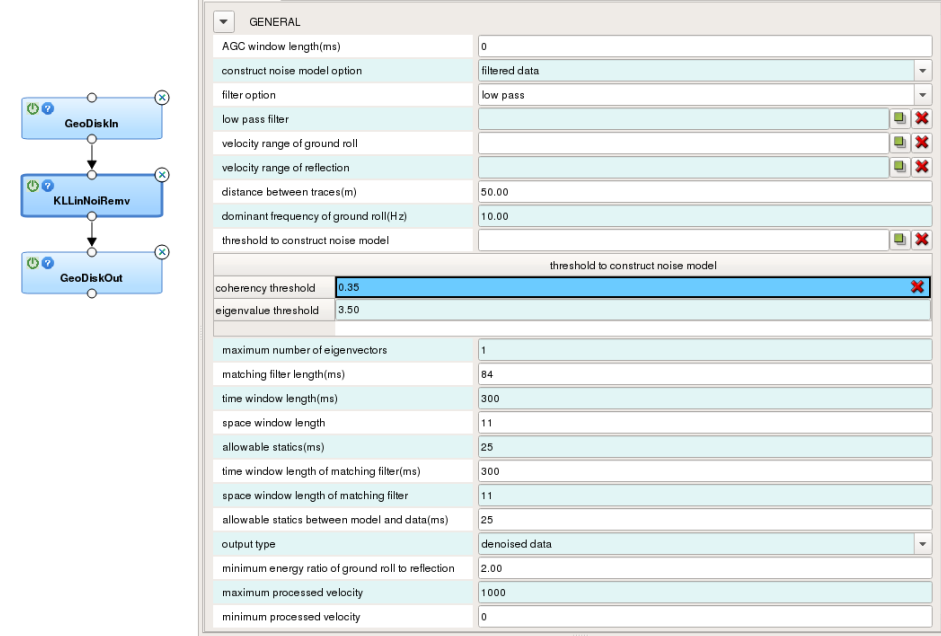 GeoDiskIn
KLLinNoiRemv
GeoDiskOut
GENERAL
AGC window length(ms) 0
construct noise model option filtered data
filter option low pass
low pass filter
velocity range of ground roll
velocity range of reflection
distance between traces(m) 50.00
dominant frequency of ground roll(Hz) 10.00
threshold to construct noise model
threshold to construct noise model
coherency threshold 0.35
eigenvalue threshold 3.50
maximum number of eigenvectors 1
matching filter length(ms) 84
time window length(ms) 300
space window length 11
allowable statics(ms) 25
time window length of matching filter(ms) 300
space window length of matching filter 11
allowable statics between model and data(ms) 25
output type denoised data
minimum energy ratio of ground roll to reflection 2.00
maximum processed velocity 1000
minimum processed velocity 0